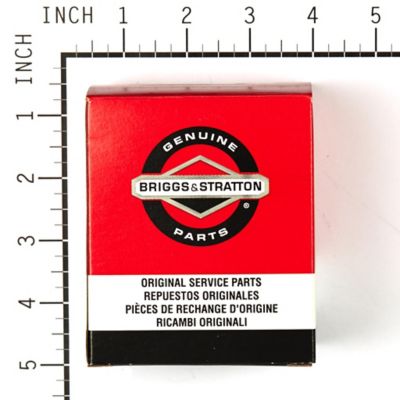 INCH 1 2 3 4 5
INCH
1
2
3
4
5
GENUINE
BRIGGS&STRATTON
®
PARTS
ORIGINAL SERVICE PARTS
REPUESTOS ORIGINALES
PIÈCES DE RECHANGE D'ORIGINE
RICAMBI ORIGINALI